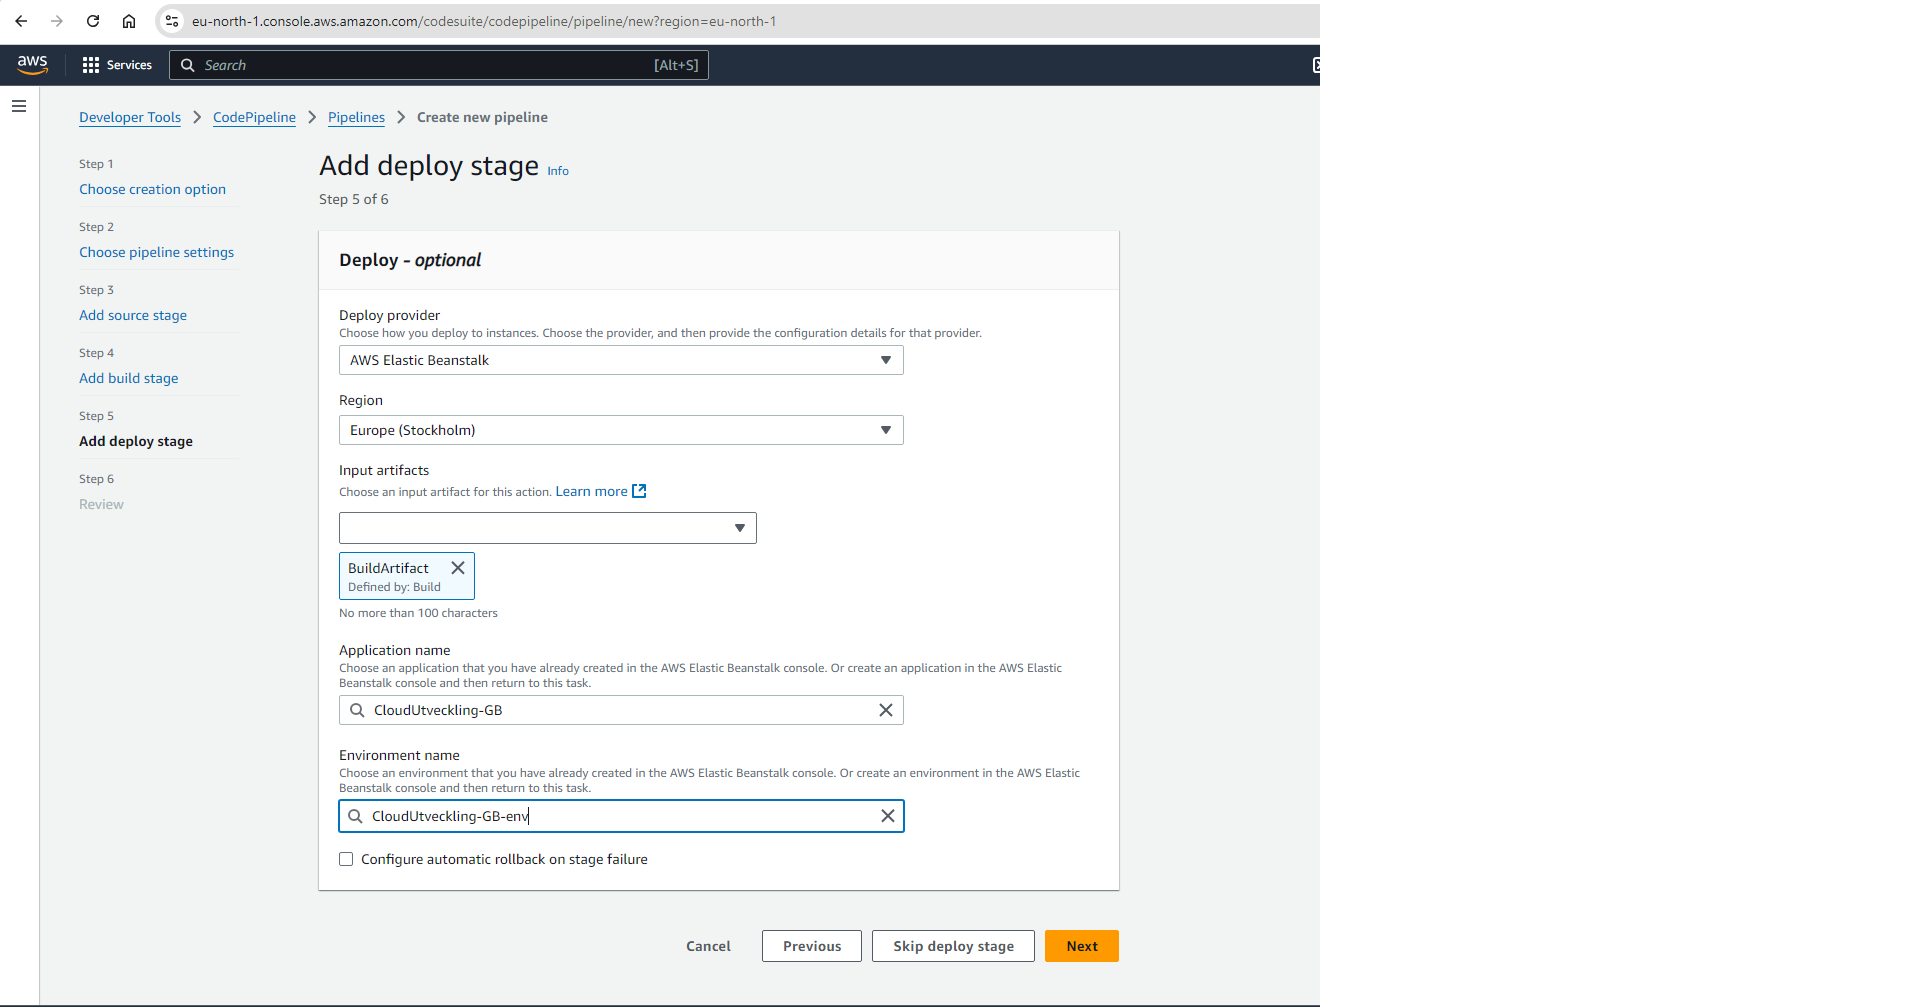 eu-north-1.console.aws.amazon.com/codesuite/codepipeline/pipeline/new?region=eu-north-1
aws
Services
Search
[Alt+S]
Developer Tools
CodePipeline
Pipelines
Create new pipeline
Step 1
Choose creation option
Step 2
Choose pipeline settings
Step 3
Add source stage
Step 4
Add build stage
Step 5
Add deploy stage
Step 6
Review
Add deploy stage Info
Step 5 of 6
Deploy - optional
Deploy provider
Choose how you deploy to instances. Choose the provider, and then provide the configuration details for that provider.
AWS Elastic Beanstalk
Region
Europe (Stockholm)
Input artifacts
Choose an input artifact for this action. Learn more
BuildArtifact
Defined by: Build
No more than 100 characters
Application name
Choose an application that you have already created in the AWS Elastic Beanstalk console. Or create an application in the AWS Elastic
Beanstalk console and then return to this task.
CloudUtveckling-GB
Environment name
Choose an environment that you have already created in the AWS Elastic Beanstalk console. Or create an environment in the AWS Elastic
Beanstalk console and then return to this task.
CloudUtveckling-GB-env
Configure automatic rollback on stage failure
Cancel
Previous
Skip deploy stage
Next